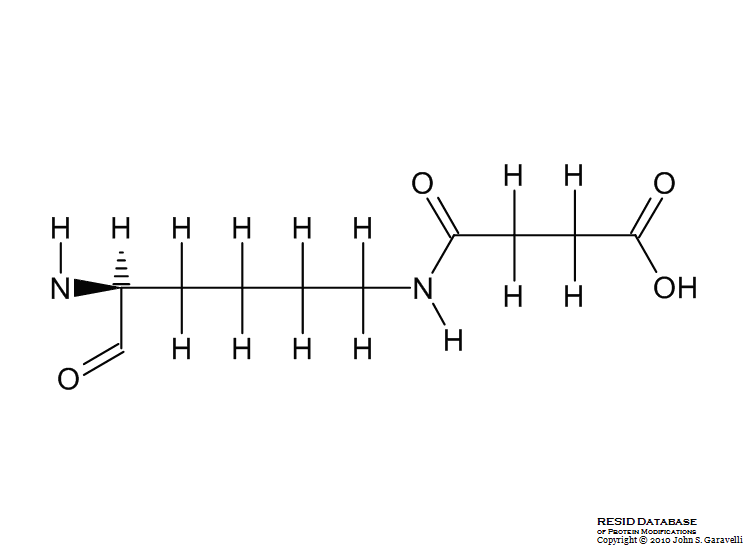 O H H O
H H H H H H
N N H H OH
H H H H H
O
RESID DATABASE
OF PROTEIN MODIFICATIONS
Copyright © 2010 John S. Garavelli